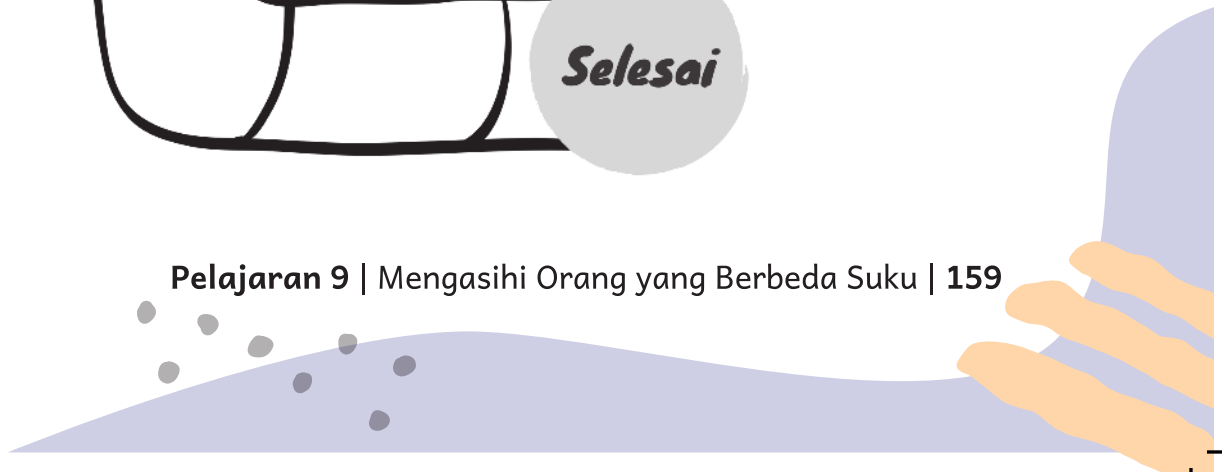 Selesai
Pelajaran 9 | Mengasihi Orang yang Berbeda Suku | 159